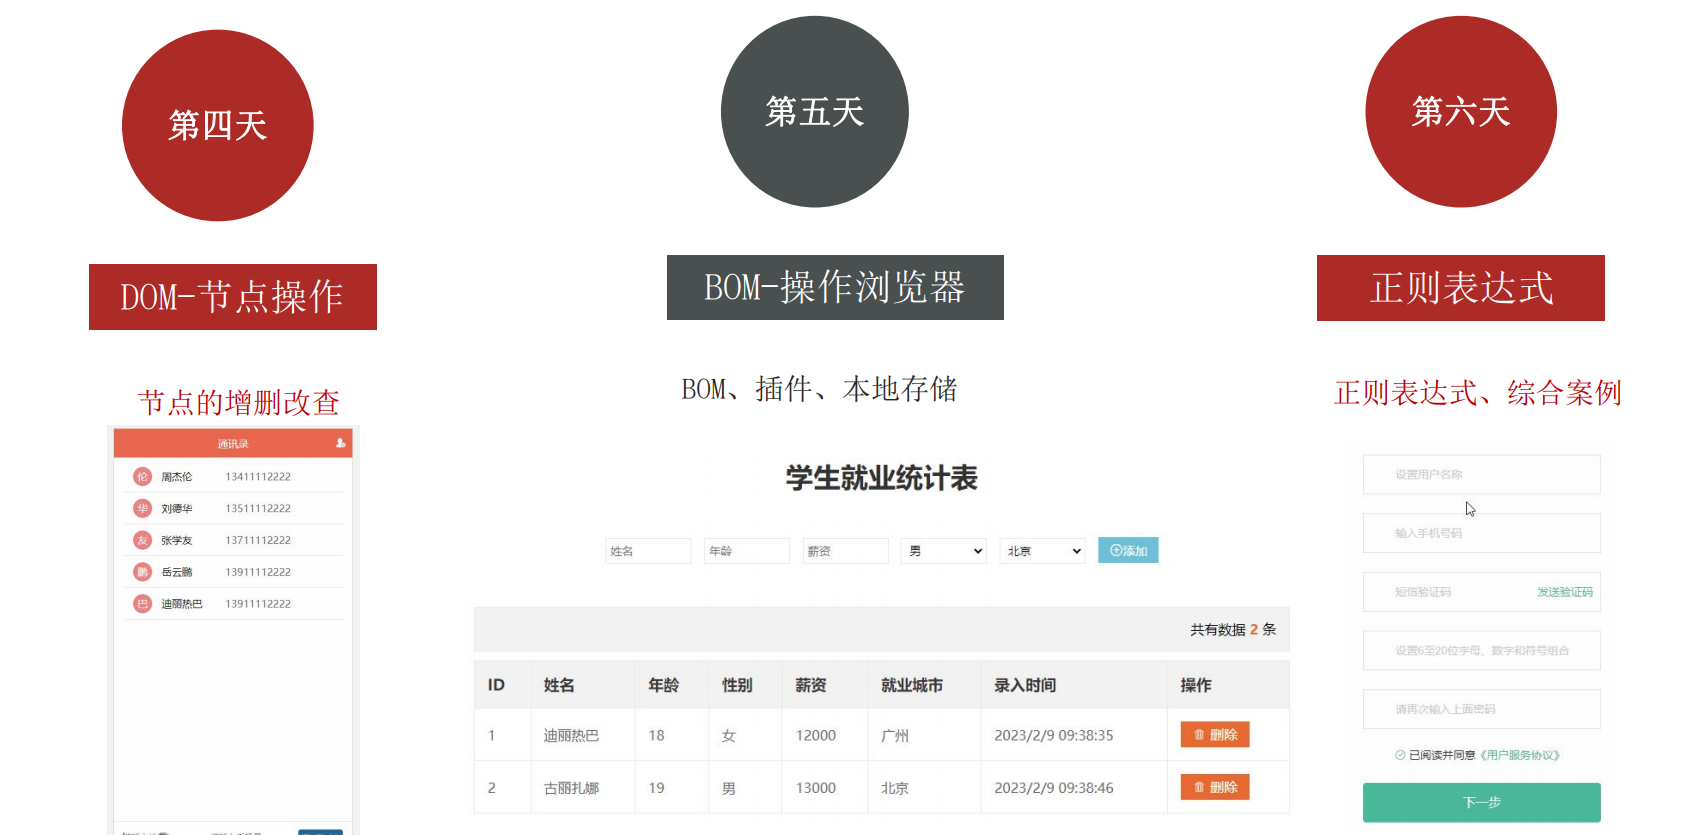 第四天
DOM-节点操作
节点的增删改查
通讯录
伦 周杰伦 13411112222
华 刘德华 13511112222
友 张学友 13711112222
鹏 岳云鹏 13911112222
巴 迪丽热巴 13911112222
第五天
BOM-操作浏览器
BOM、插件、本地存储
学生就业统计表
姓名 年龄 薪资 男 北京 添加
共有数据 2 条
ID 姓名 年龄 性别 薪资 就业城市 录入时间 操作
1 迪丽热巴 18 女 12000 广州 2023/2/9 09:38:35 删除
2 古丽扎娜 19 男 13000 北京 2023/2/9 09:38:46 删除
第六天
正则表达式
正则表达式、综合案例
设置用户名称
输入手机号码
短信验证码 发送验证码
设置6至20位字母、数字和符号组合
请再次输入上面密码
已阅读并同意《用户服务协议》
下一步